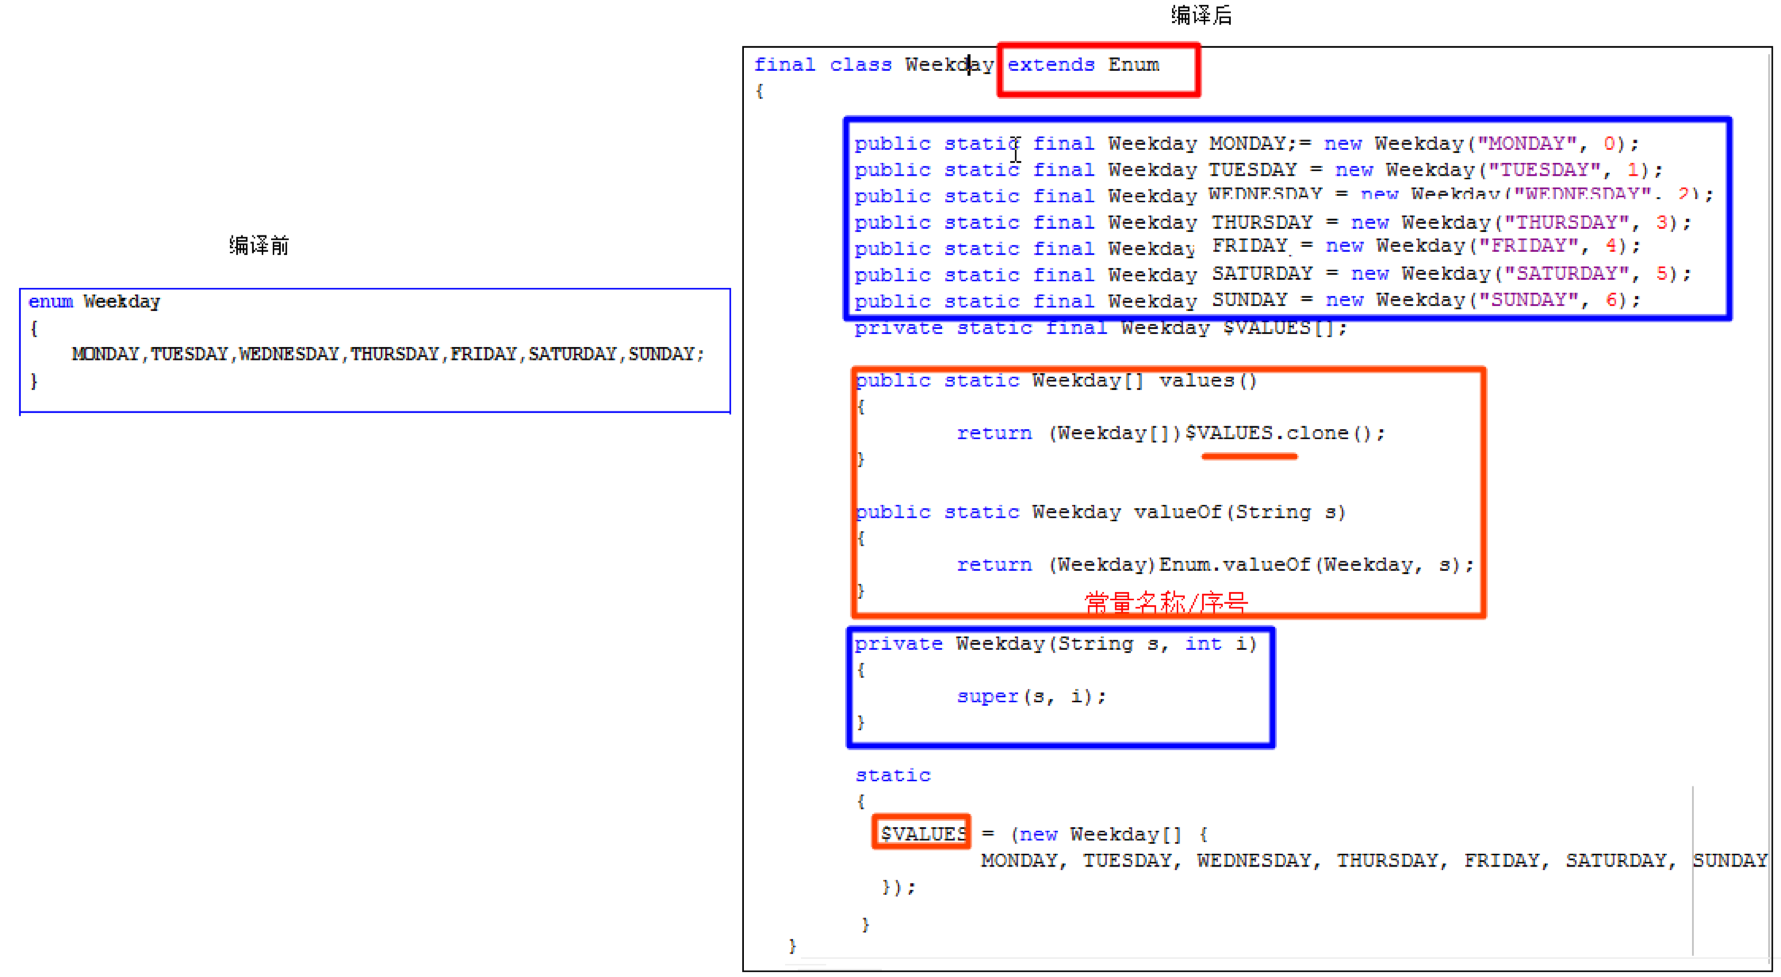 编译后
final class Weekday extends Enum
{
public static final Weekday MONDAY;= new Weekday("MONDAY", 0);
public static final Weekday TUESDAY = new Weekday("TUESDAY", 1);
public static final Weekday WEDNESDAY = new Weekday("WEDNESDAY", 2);
public static final Weekday THURSDAY = new Weekday("THURSDAY", 3);
public static final Weekday FRIDAY = new Weekday("FRIDAY", 4);
public static final Weekday SATURDAY = new Weekday("SATURDAY", 5);
public static final Weekday SUNDAY = new Weekday("SUNDAY", 6);
private static final Weekday $VALUES[];
public static Weekday[] values()
{
return (Weekday[])$VALUES.clone();
}
public static Weekday valueOf(String s)
{
return (Weekday)Enum.valueOf(Weekday, s);
}
常量名称/序号
private Weekday(String s, int i)
{
super(s, i);
}
static
{
$VALUES = (new Weekday[] {
MONDAY, TUESDAY, WEDNESDAY, THURSDAY, FRIDAY, SATURDAY, SUNDAY
});
}
}
编译前
enum Weekday
{
MONDAY,TUESDAY,WEDNESDAY,THURSDAY,FRIDAY,SATURDAY,SUNDAY;
}